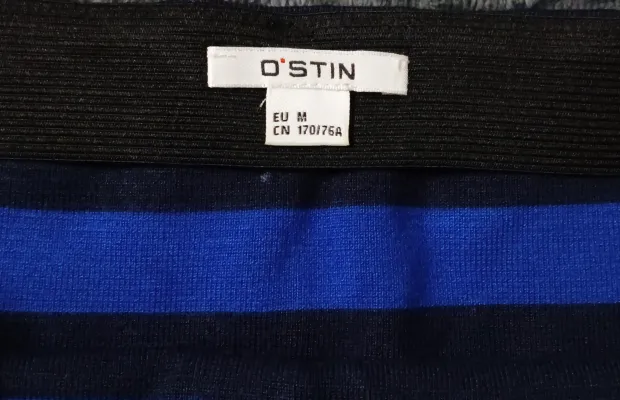 O'STIN
EU M
CN 170/76A